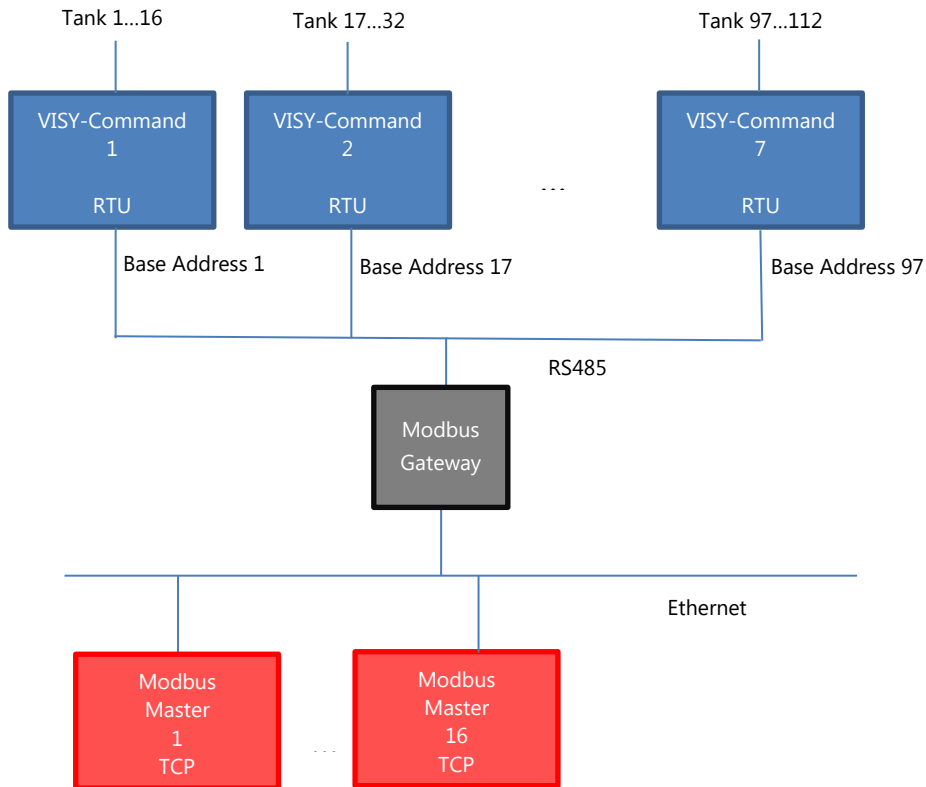 Tank 1...16
Tank 17...32
Tank 97...112
VISY-Command
1
RTU
VISY-Command
2
RTU
...
VISY-Command
7
RTU
Base Address 1
Base Address 17
Base Address 97
RS485
Modbus
Gateway
Ethernet
Modbus
Master
1
TCP
...
Modbus
Master
16
TCP